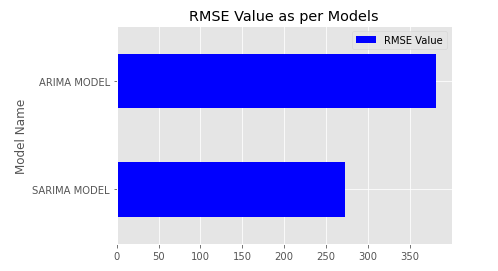 RMSE Value as per Models
RMSE Value
ARIMA MODEL
Model Name
SARIMA MODEL
0 50 100 150 200 250 300 350